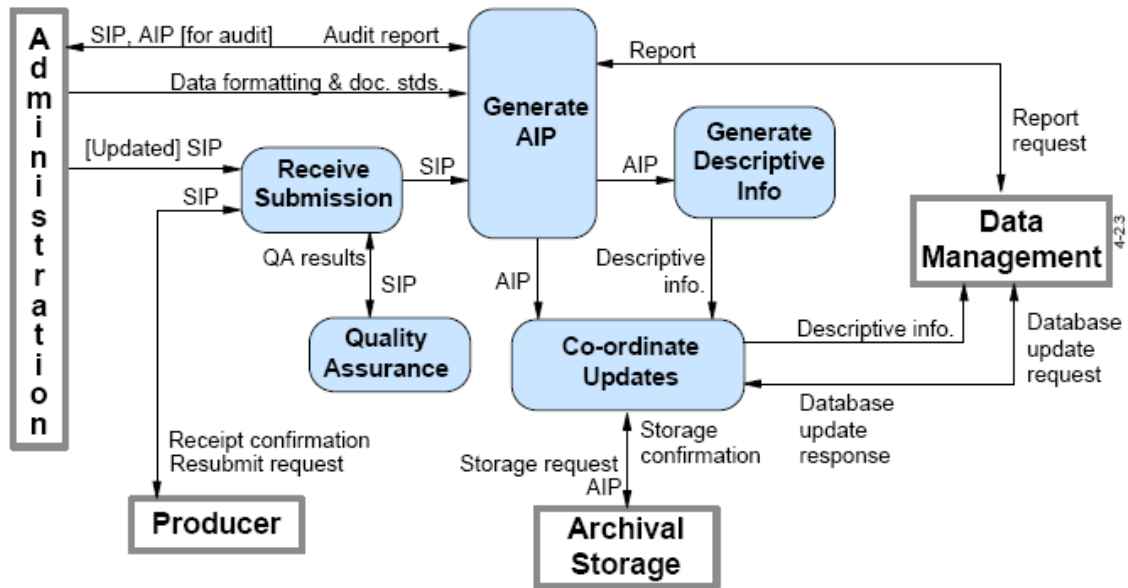 Administration
SIP, AIP [for audit]
Audit report
Data formatting & doc. stds.
[Updated] SIP
SIP
Receive
Submission
SIP
Generate
AIP
Report
AIP
Generate
Descriptive
Info
Report
request
Data
Management
4-2.3
QA results
SIP
Quality
Assurance
AIP
Descriptive
info.
Co-ordinate
Updates
Descriptive info.
Database
update
request
Database
update
response
Receipt confirmation
Resubmit request
Producer
Storage
confirmation
Storage request
AIP
Archival
Storage